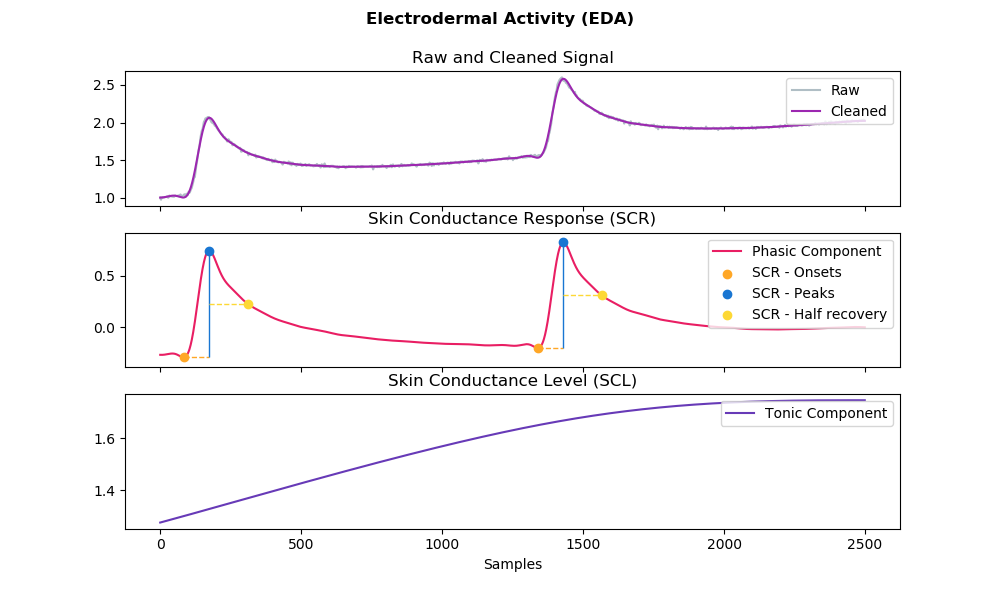 Electrodermal Activity (EDA)
Raw and Cleaned Signal
2.5
2.0
1.5
1.0
Raw
Cleaned
Skin Conductance Response (SCR)
0.5
0.0
Phasic Component
SCR - Onsets
SCR - Peaks
SCR - Half recovery
Skin Conductance Level (SCL)
1.6
1.4
Tonic Component
0 500 1000 1500 2000 2500
Samples